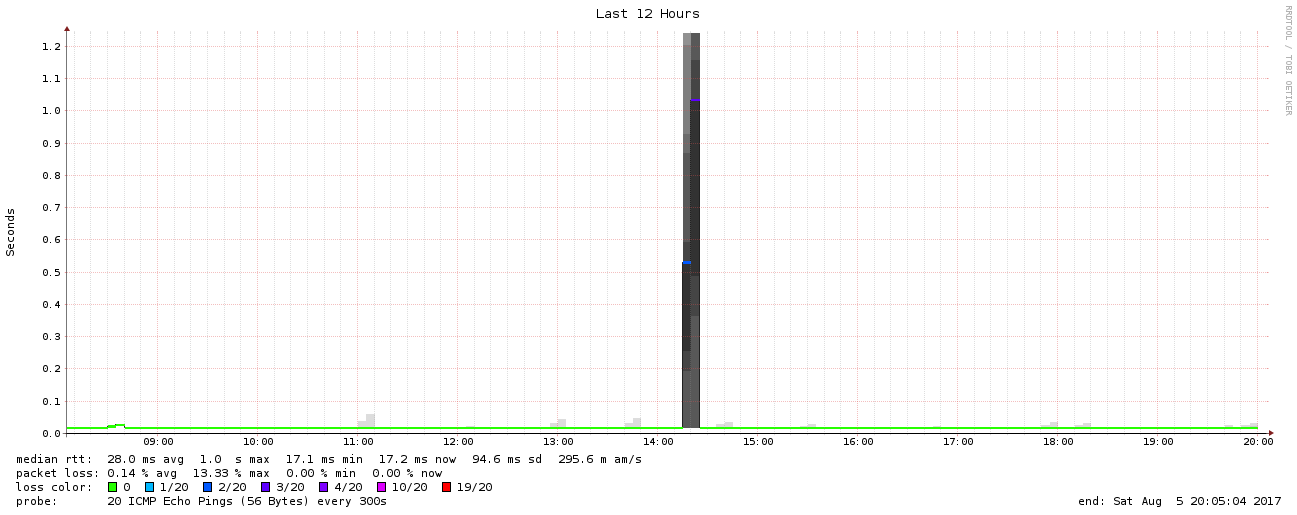 Last 12 Hours
RRDTOOL / TOBI OETIKER
Seconds
1.2
1.1
1.0
0.9
0.8
0.7
0.6
0.5
0.4
0.3
0.2
0.1
0.0
09:00 10:00 11:00 12:00 13:00 14:00 15:00 16:00 17:00 18:00 19:00 20:00
median rtt: 28.0 ms avg 1.0 s max 17.1 ms min 17.2 ms now 94.6 ms sd 295.6 m am/s
packet loss: 0.14 % avg 13.33 % max 0.00 % min 0.00 % now
loss color: 0 1/20 2/20 3/20 4/20 10/20 19/20
probe: 20 ICMP Echo Pings (56 Bytes) every 300s end: Sat Aug 5 20:05:04 2017